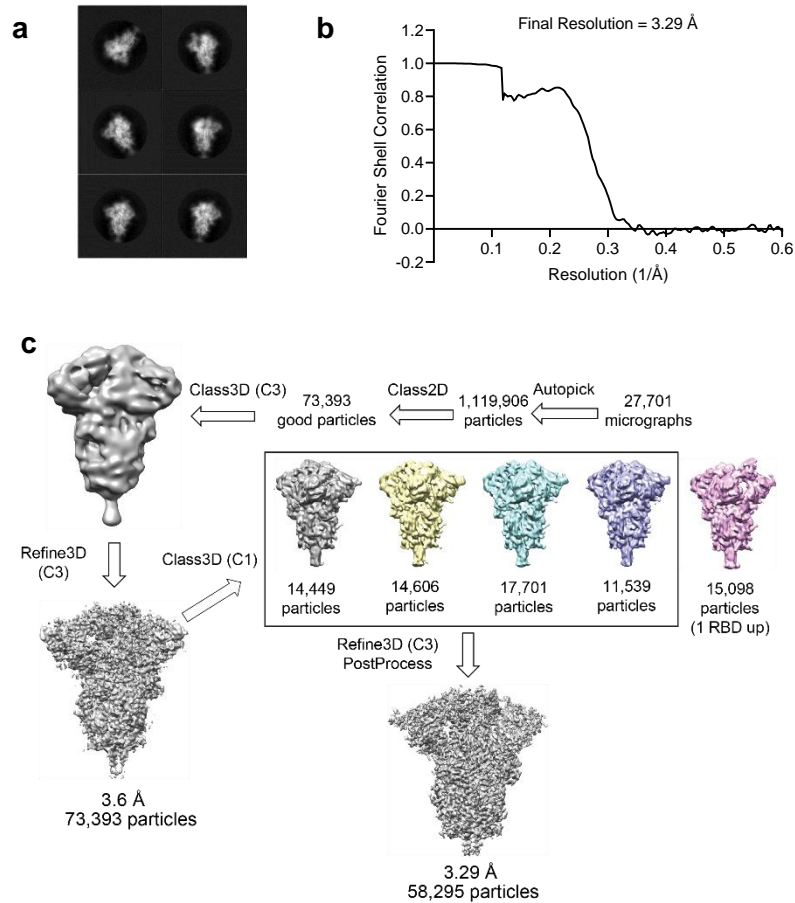 a
b
Final Resolution = 3.29 Å
1.2
1.0
0.8
0.6
0.4
0.2
0.0
-0.2
Fourier Shell Correlation
0.1
0.2
0.3
0.4
0.5
0.6
Resolution (1/Å)
c
Class3D (C3)
73,393
good particles
Class2D
1,119,906
particles
Autopick
27,701
micrographs
Refine3D
(C3)
Class3D (C1)
14,449
particles
14,606
particles
17,701
particles
11,539
particles
15,098
particles
(1 RBD up)
Refine3D (C3)
PostProcess
3.6 Å
73,393 particles
3.29 Å
58,295 particles